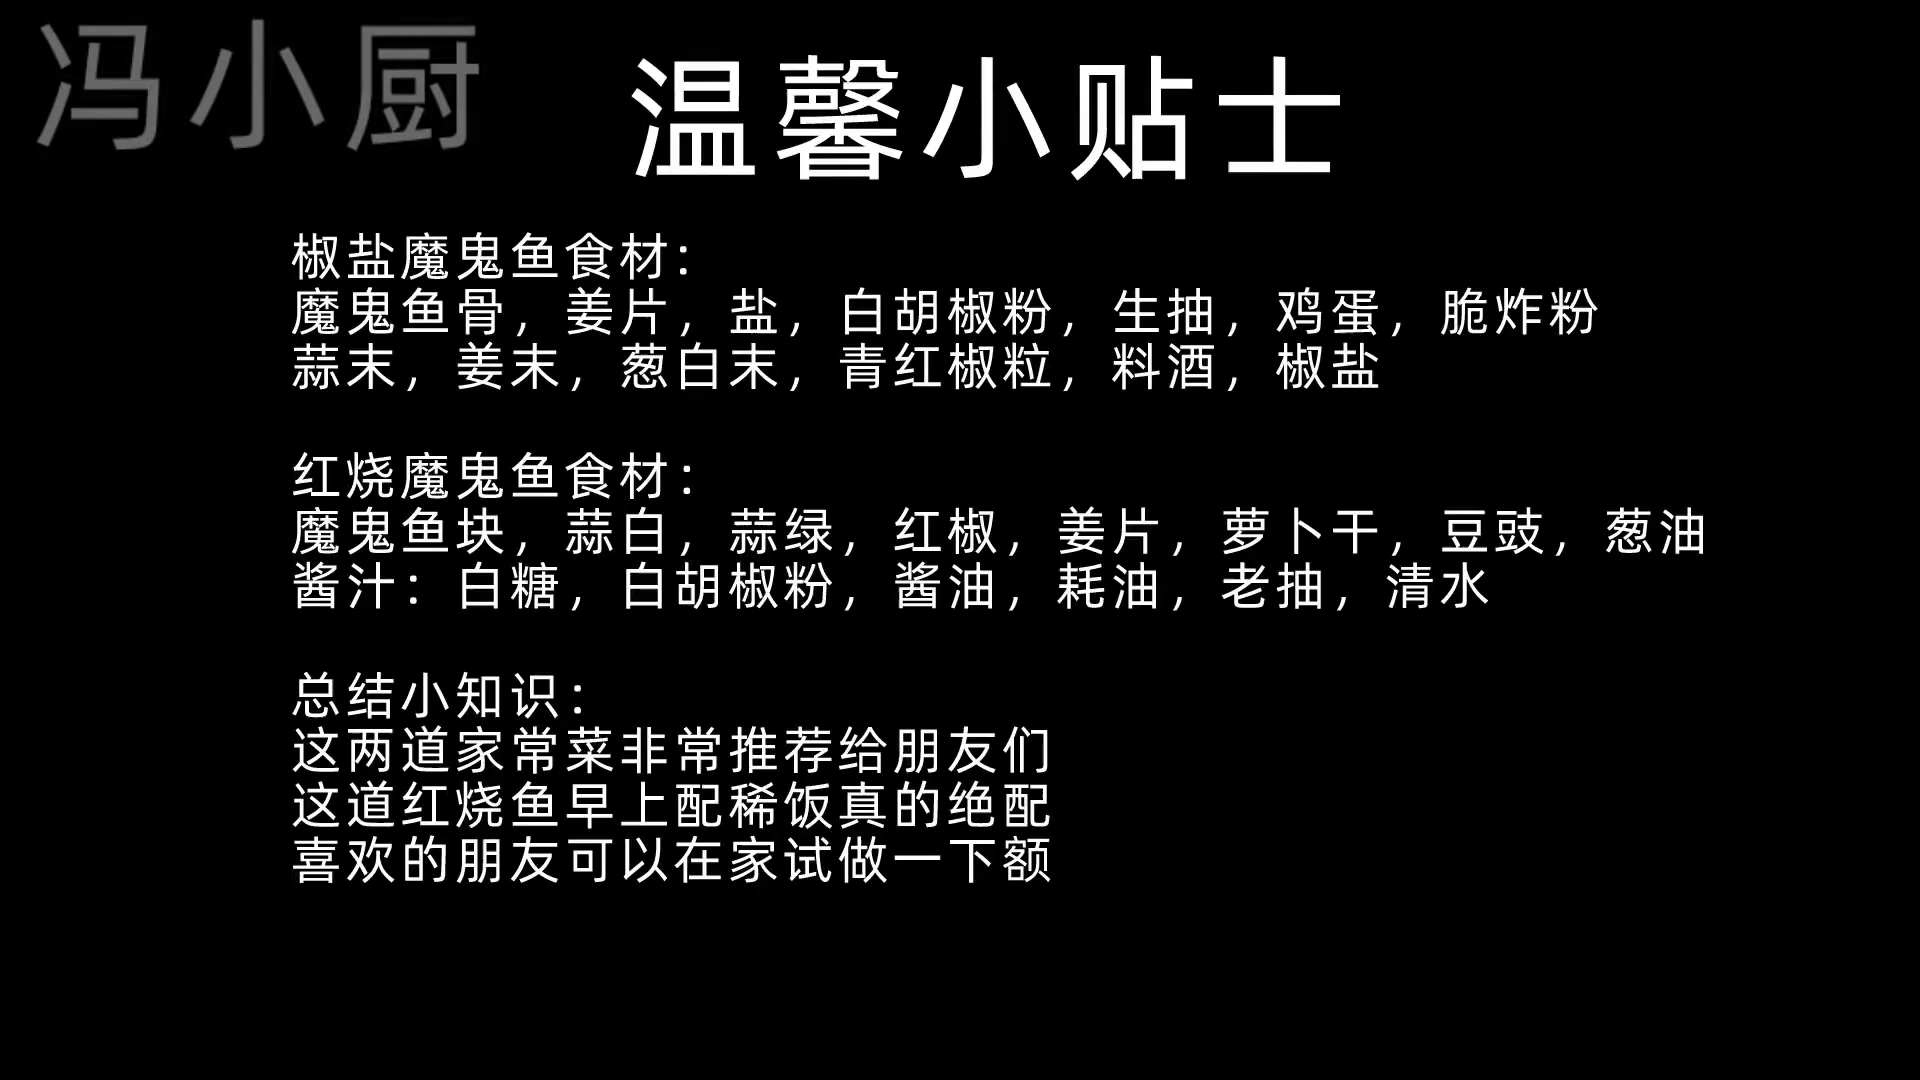 冯小厨
温馨小贴士
椒盐魔鬼鱼食材：
魔鬼鱼骨，姜片，盐，白胡椒粉，生抽，鸡蛋，脆炸粉
蒜末，姜末，葱白末，青红椒粒，料酒，椒盐
红烧魔鬼鱼食材：
魔鬼鱼块，蒜白，蒜绿，红椒，姜片，萝卜干，豆豉，葱油
酱汁：白糖，白胡椒粉，酱油，耗油，老抽，清水
总结小知识：
这两道家常菜非常推荐给朋友们
这道红烧鱼早上配稀饭真的绝配
喜欢的朋友可以在家试做一下额